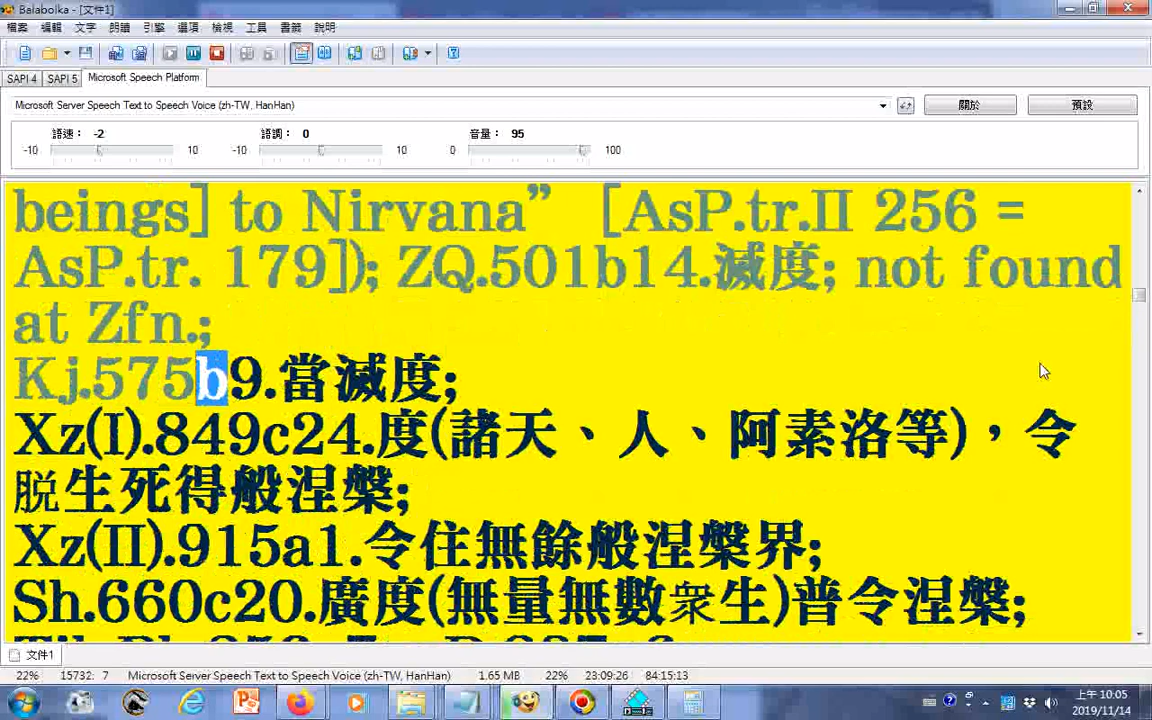 Balabolka - [文件1]
檔案 編輯 文字 朗讀 引擎 選項 檢視 工具 書籤 說明
SAPI 4 SAPI 5 Microsoft Speech Platform
Microsoft Server Speech Text to Speech Voice (zh-TW, HanHan) 關於 預設
語速： -2 語調： 0 音量： 95
-10 10 -10 10 0 100
beings] to Nirvana” [AsP.tr.II 256 =
AsP.tr. 179]); ZQ.501b14.滅度; not found
at Zfn.;
Kj.575b9.當滅度;
Xz(I).849c24.度(諸天、人、阿素洛等)，令
脱生死得般涅槃;
Xz(II).915a1.令住無餘般涅槃界;
Sh.660c20.廣度(無量無數衆生)普令涅槃;
文件1
22% 15732: 7 Microsoft Server Speech Text to Speech Voice (zh-TW, HanHan) 1.65 MB 22% 23:09:26 84:15:13
上午 10:05
2019/11/14